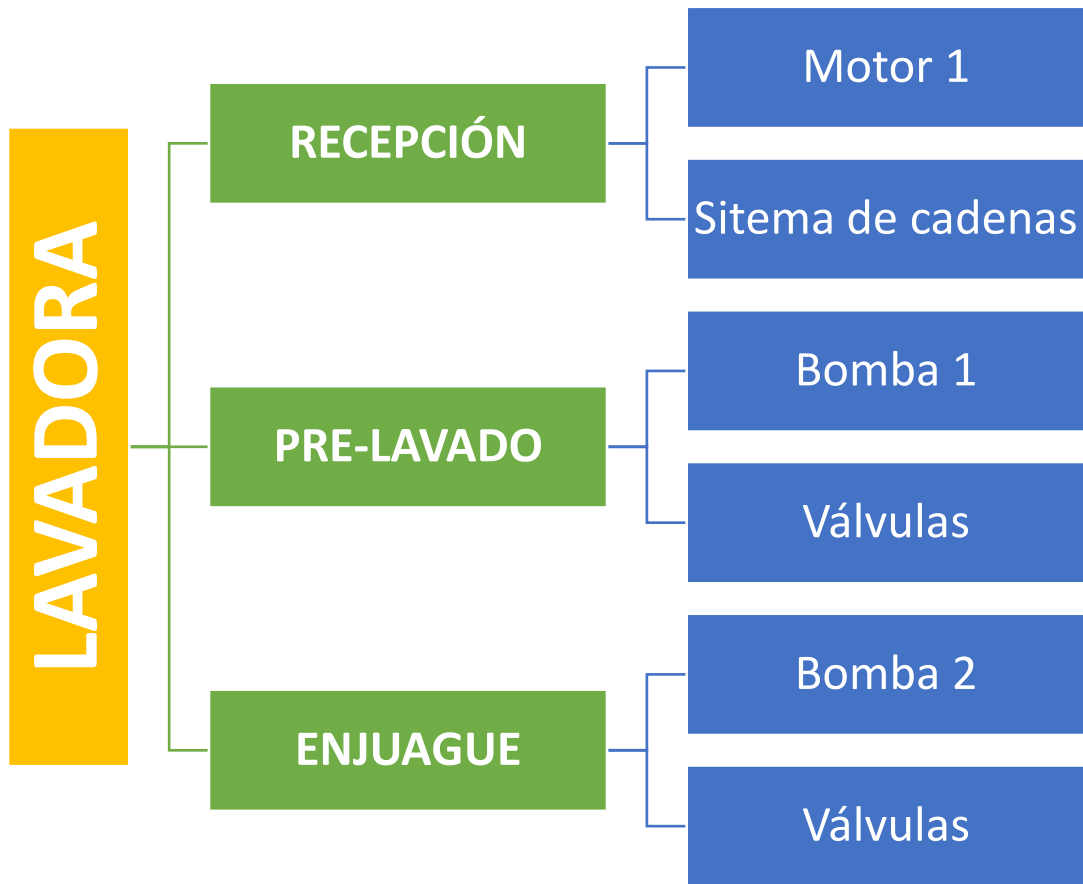 LAVADORA
RECEPCIÓN
Motor 1
Sitema de cadenas
PRE-LAVADO
Bomba 1
Válvulas
ENJUAGUE
Bomba 2
Válvulas